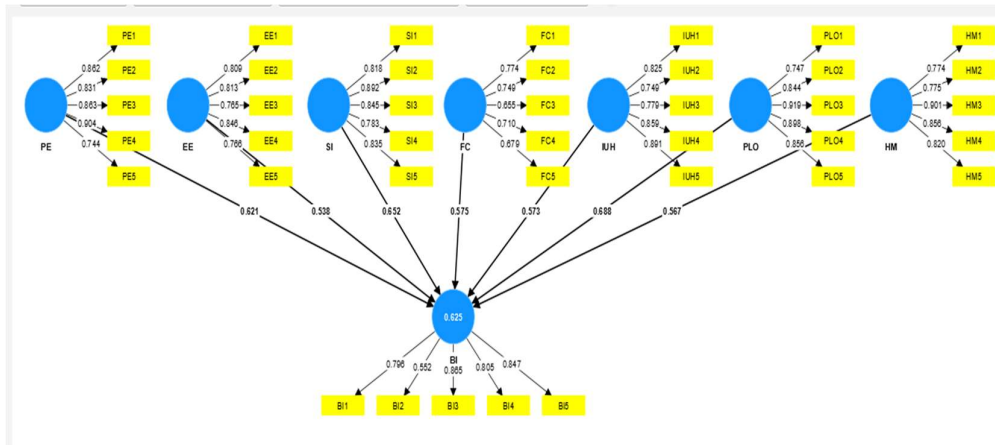 PE1 EE1 SI1 FC1 IUH1 PLO1 HM1
0.862 0.809 0.818 0.774 0.825 0.747 0.774
PE2 EE2 SI2 FC2 IUH2 PLO2 HM2
0.831 0.813 0.892 0.749 0.749 0.844 0.775
0.863 0.765 0.845 0.655 0.779 0.919 0.901
PE3 EE3 SI3 FC3 IUH3 PLO3 HM3
0.904 0.846 0.783 0.710 0.859 0.898 0.856
PE4 EE4 SI4 FC4 IUH4 PLO4 HM4
0.744 0.766 0.835 0.679 0.891 0.856 0.820
PE EE SI FC IUH PLO HM
PE5 EE5 SI5 FC5 IUH5 PLO5 HM5
0.621 0.538 0.652 0.575 0.573 0.688 0.567
0.625
BI
0.796 0.552 0.865 0.805 0.847
BI1 BI2 BI3 BI4 BI5